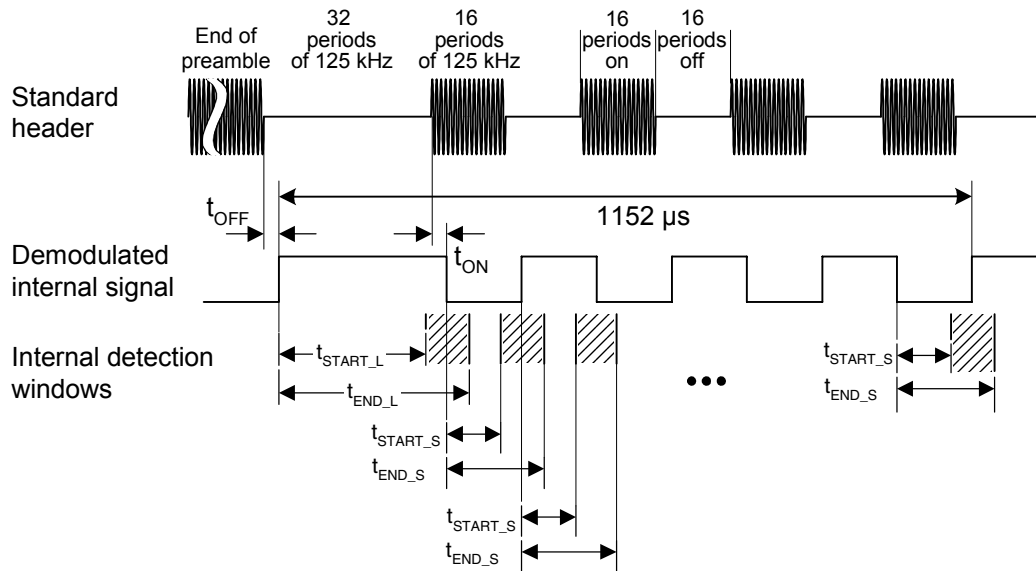 End of
preamble
32
periods
of 125 kHz
16
periods
of 125 kHz
16
periods
on
16
periods
off
Standard
header
tOFF
1152 µs
tON
Demodulated
internal signal
Internal detection
windows
tSTART_L
tEND_L
tSTART_S
tEND_S
tSTART_S
tEND_S
tSTART_S
tEND_S